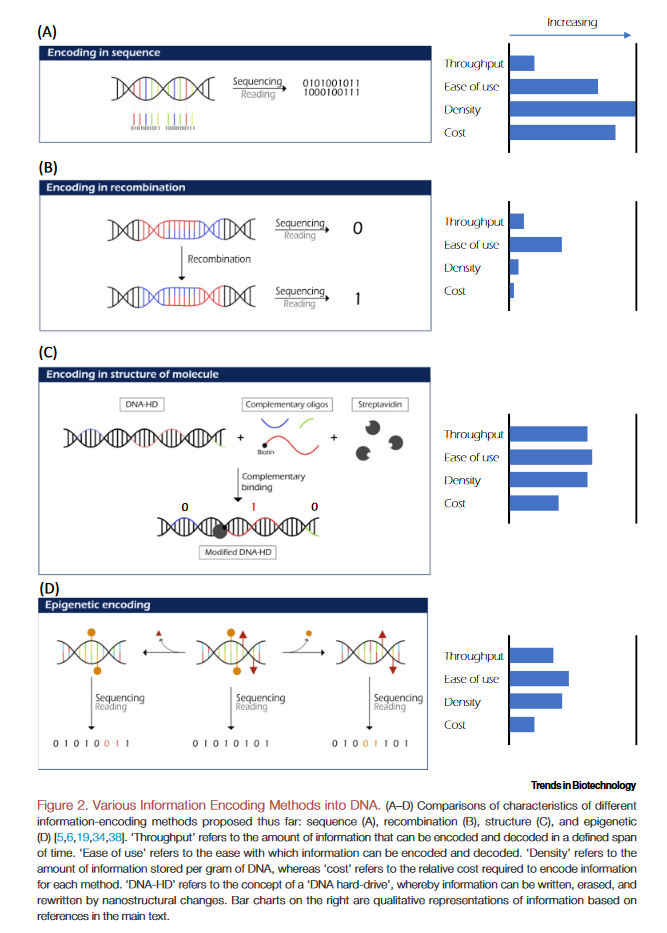 (A)
Increasing
Encoding in sequence
Sequencing
Reading
0101001011
1000100111
0101001011 1000100111
Throughput
Ease of use
Density
Cost
(B)
Encoding in recombination
Sequencing
Reading
0
Recombination
Sequencing
Reading
1
Throughput
Ease of use
Density
Cost
(C)
Encoding in structure of molecule
DNA-HD
Complementary oligos
Streptavidin
+
+
Biotin
Complementary
binding
0 1 0
Modified DNA-HD
Throughput
Ease of use
Density
Cost
(D)
Epigenetic encoding
Sequencing
Reading
Sequencing
Reading
Sequencing
Reading
0 1 0 1 0 0 1 1
0 1 0 1 0 1 0 1
0 1 0 0 1 1 0 1
Throughput
Ease of use
Density
Cost
Trends in Biotechnology
Figure 2. Various Information Encoding Methods into DNA. (A–D) Comparisons of characteristics of different
information-encoding methods proposed thus far: sequence (A), recombination (B), structure (C), and epigenetic
(D) [5,6,19,34,38]. 'Throughput' refers to the amount of information that can be encoded and decoded in a defined span
of time. 'Ease of use' refers to the ease with which information can be encoded and decoded. 'Density' refers to the
amount of information stored per gram of DNA, whereas 'cost' refers to the relative cost required to encode information
for each method. 'DNA-HD' refers to the concept of a 'DNA hard-drive', whereby information can be written, erased, and
rewritten by nanostructural changes. Bar charts on the right are qualitative representations of information based on
references in the main text.